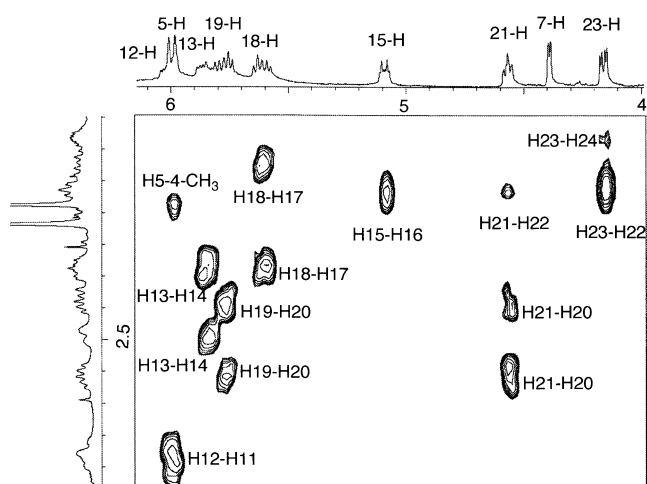 5-H
19-H
12-H
13-H
18-H
15-H
21-H
7-H
23-H
6
5
4
H23-H24
H5-4-CH3
H18-H17
H21-H22
H15-H16
H23-H22
H18-H17
H13-H14
H19-H20
H21-H20
2.5
H13-H14
H19-H20
H21-H20
H12-H11